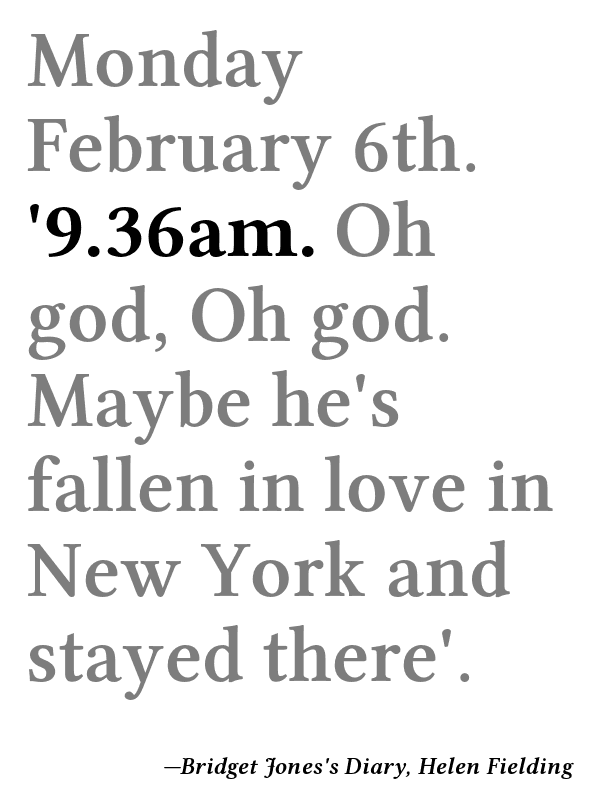 Monday
February 6th.
'9.36am. Oh
god, Oh god.
Maybe he's
fallen in love in
New York and
stayed there'.
—Bridget Jones's Diary, Helen Fielding